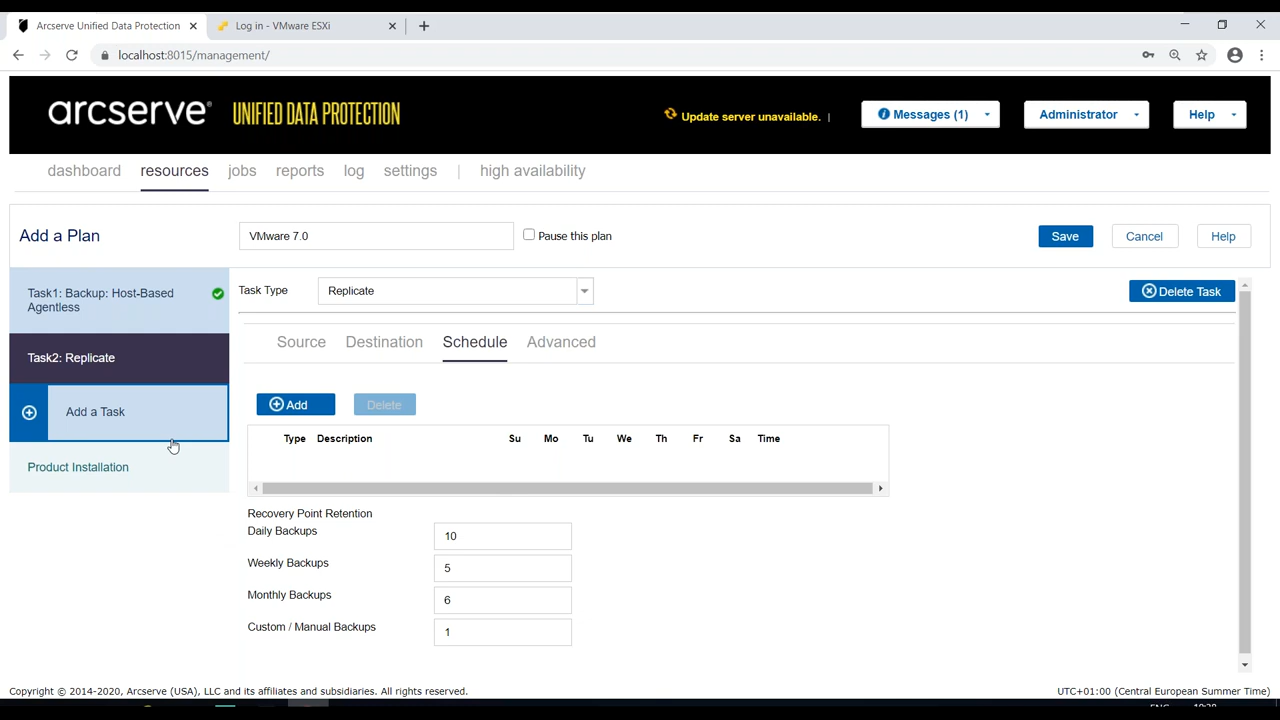 Arcserve Unified Data Protection
Log in - VMware ESXi
localhost:8015/management/
arcserve® UNIFIED DATA PROTECTION
Update server unavailable. |
Messages (1)
Administrator
Help
dashboard resources jobs reports log settings | high availability
Add a Plan
VMware 7.0
Pause this plan
Save
Cancel
Help
Task1: Backup: Host-Based
Agentless
Task2: Replicate
Add a Task
Product Installation
Task Type
Replicate
Delete Task
Source Destination Schedule Advanced
Add
Delete
Type Description Su Mo Tu We Th Fr Sa Time
Recovery Point Retention
Daily Backups 10
Weekly Backups 5
Monthly Backups 6
Custom / Manual Backups 1
Copyright © 2014-2020, Arcserve (USA), LLC and its affiliates and subsidiaries. All rights reserved.
UTC+01:00 (Central European Summer Time)